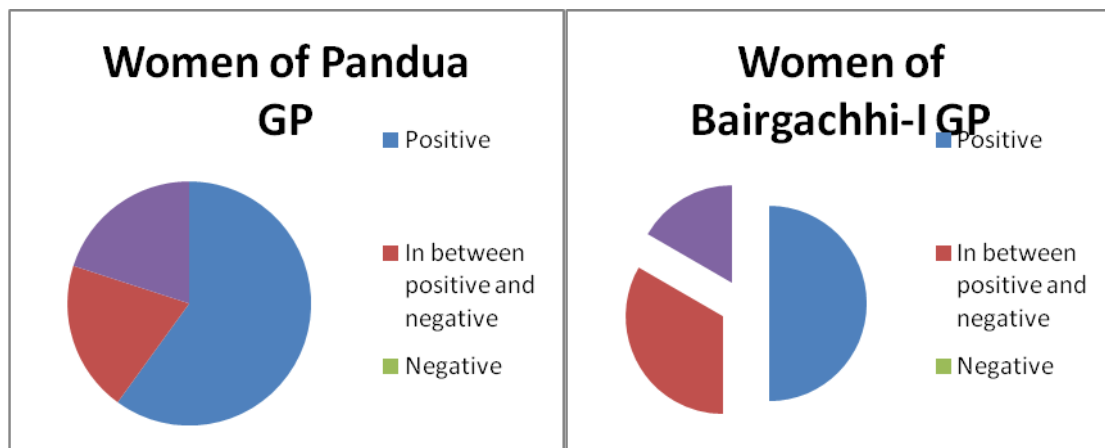 Women of Pandua
GP
Positive
In between
positive and
negative
Negative
Women of
Bairgachhi-I GP
Positive
In between
positive and
negative
Negative